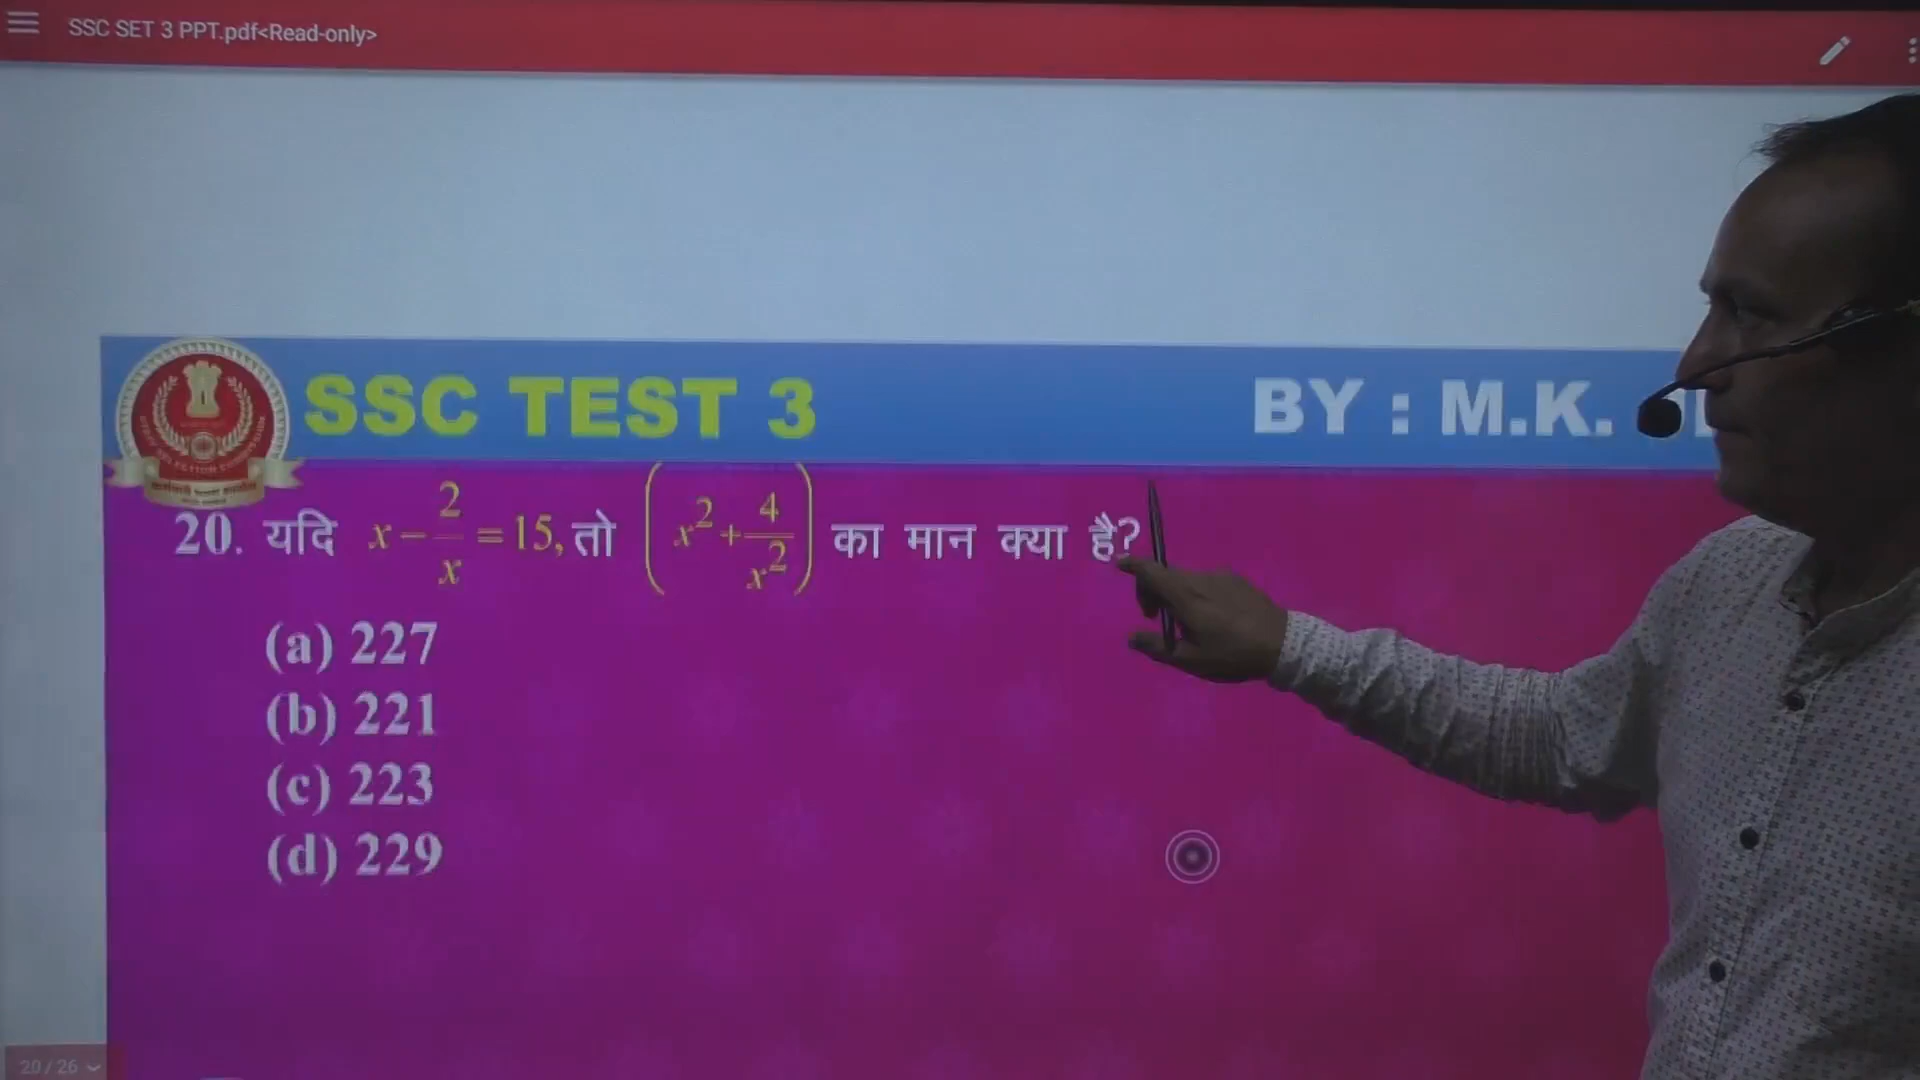 SSC SET 3 PPT.pdf<Read-only>
SSC TEST 3 BY : M.K.
20. यदि x - 2/x = 15, तो (x² + 4/x²) का मान क्या है?
(a) 227
(b) 221
(c) 223
(d) 229
20 / 26